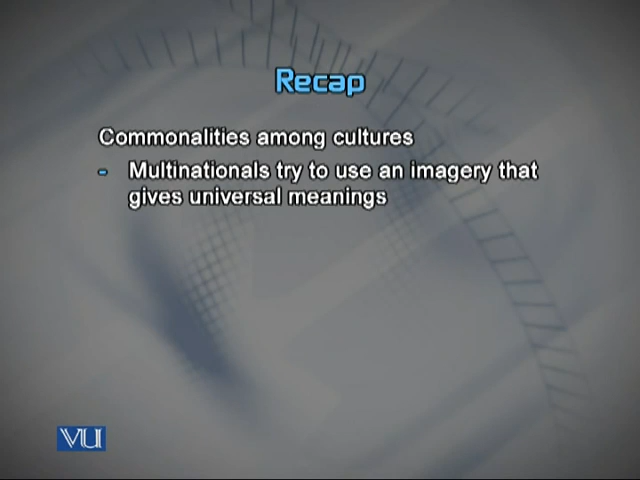 Recap
Commonalities among cultures
- Multinationals try to use an imagery that
gives universal meanings
VU